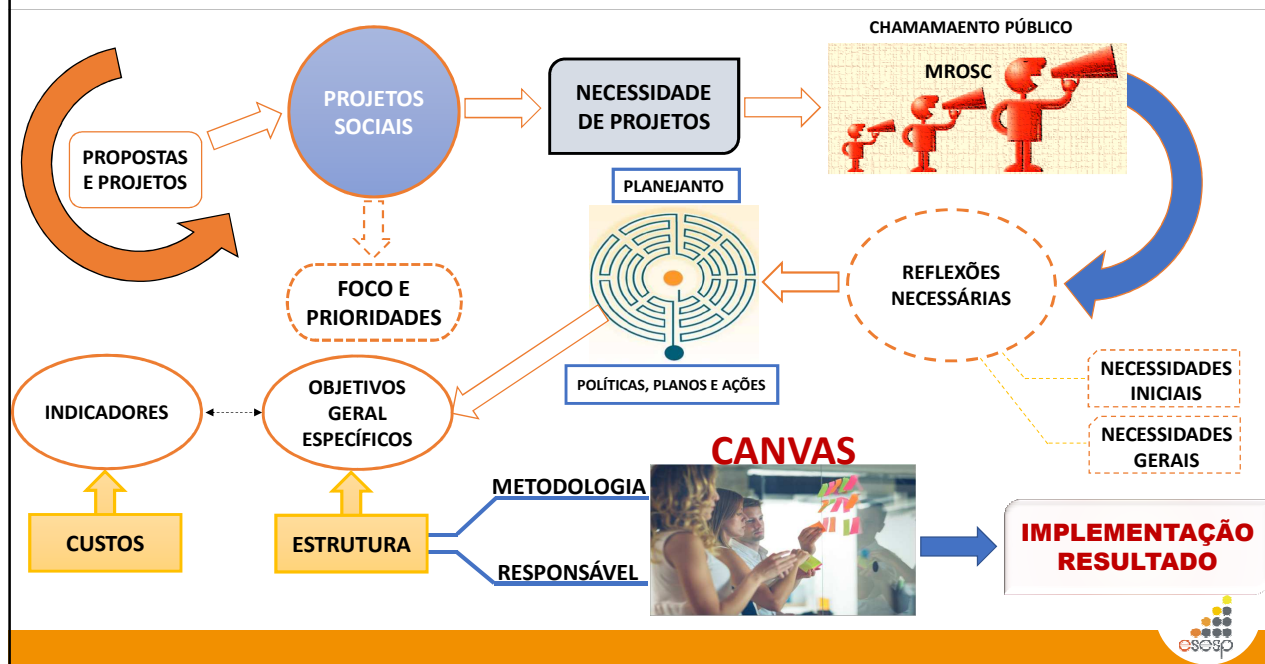 CHAMAMAENTO PÚBLICO
MROSC
PROPOSTAS
E PROJETOS
PROJETOS
SOCIAIS
NECESSIDADE
DE PROJETOS
FOCO E
PRIORIDADES
PLANEJANTO
POLÍTICAS, PLANOS E AÇÕES
REFLEXÕES
NECESSÁRIAS
NECESSIDADES
INICIAIS
NECESSIDADES
GERAIS
INDICADORES
OBJETIVOS
GERAL
ESPECÍFICOS
CUSTOS
ESTRUTURA
METODOLOGIA
RESPONSÁVEL
CANVAS
IMPLEMENTAÇÃO
RESULTADO
esesp